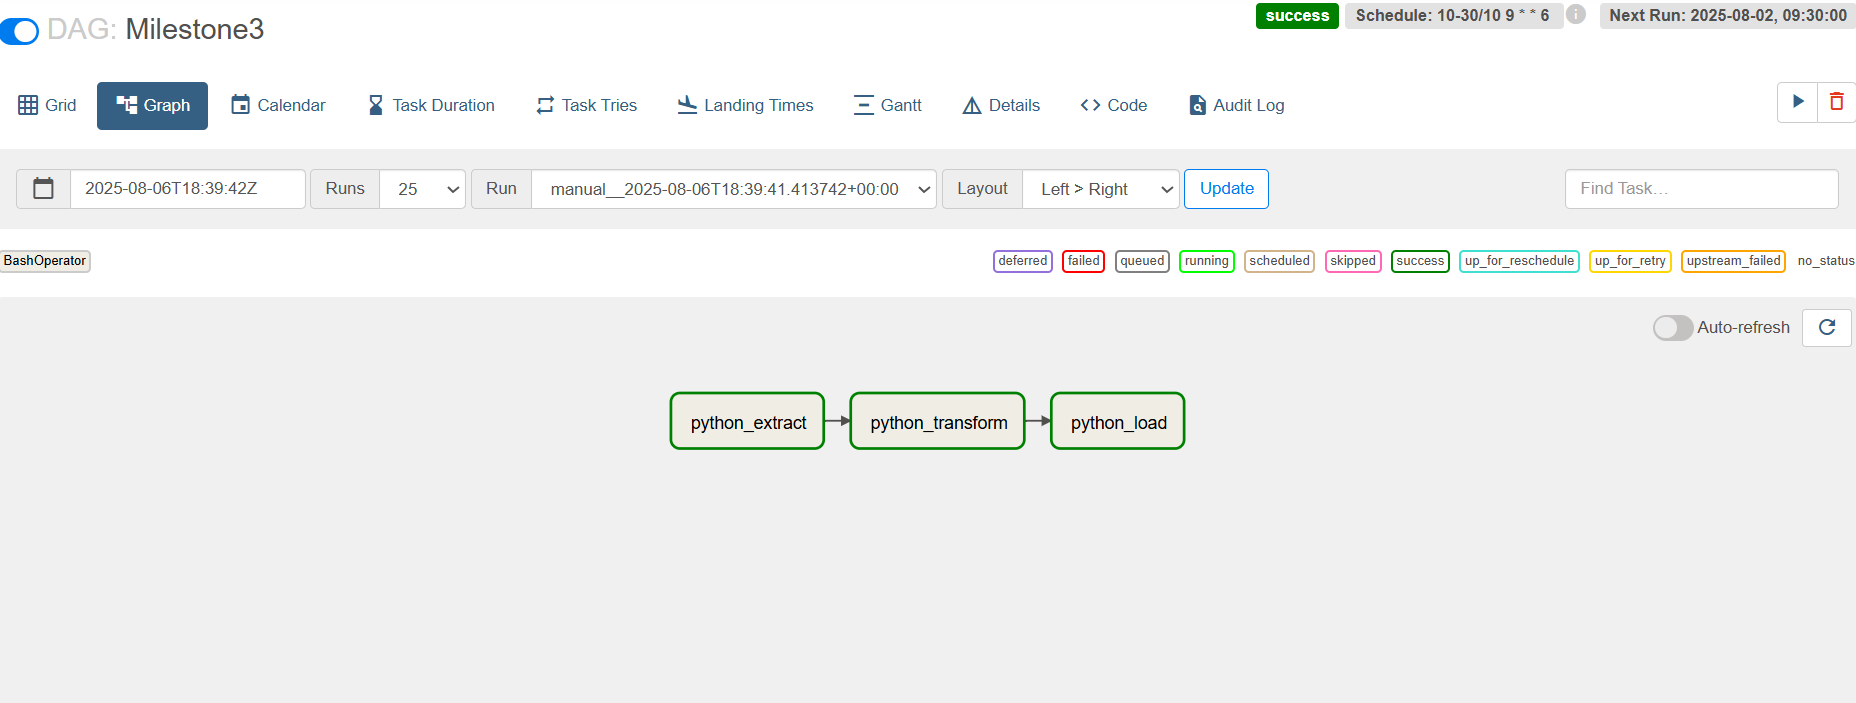 DAG: Milestone3
success
Schedule: 10-30/10 9 * * 6
Next Run: 2025-08-02, 09:30:00
Grid
Graph
Calendar
Task Duration
Task Tries
Landing Times
Gantt
Details
Code
Audit Log
2025-08-06T18:39:42Z
Runs
25
Run
manual__2025-08-06T18:39:41.413742+00:00
Layout
Left > Right
Update
Find Task…
BashOperator
deferred
failed
queued
running
scheduled
skipped
success
up_for_reschedule
up_for_retry
upstream_failed
no_status
Auto-refresh
python_extract
python_transform
python_load